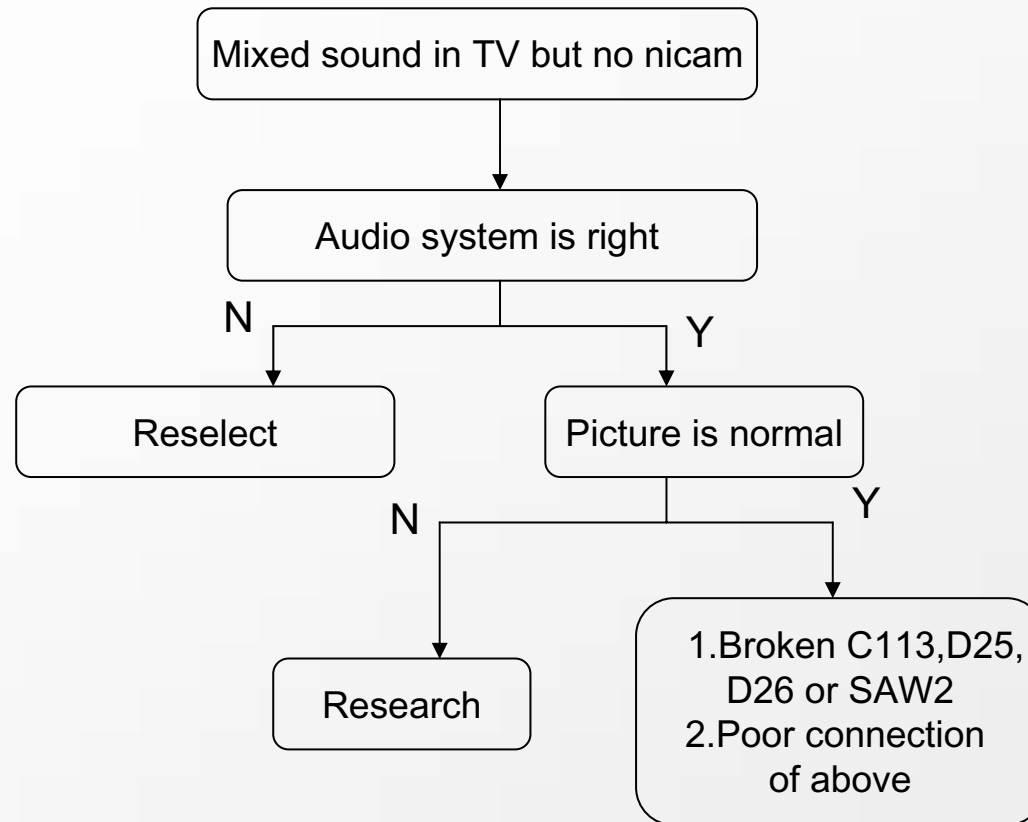 Mixed sound in TV but no nicam
Audio system is right
N
Y
Reselect
Picture is normal
N
Y
Research
1.Broken C113,D25,
D26 or SAW2
2.Poor connection
of above